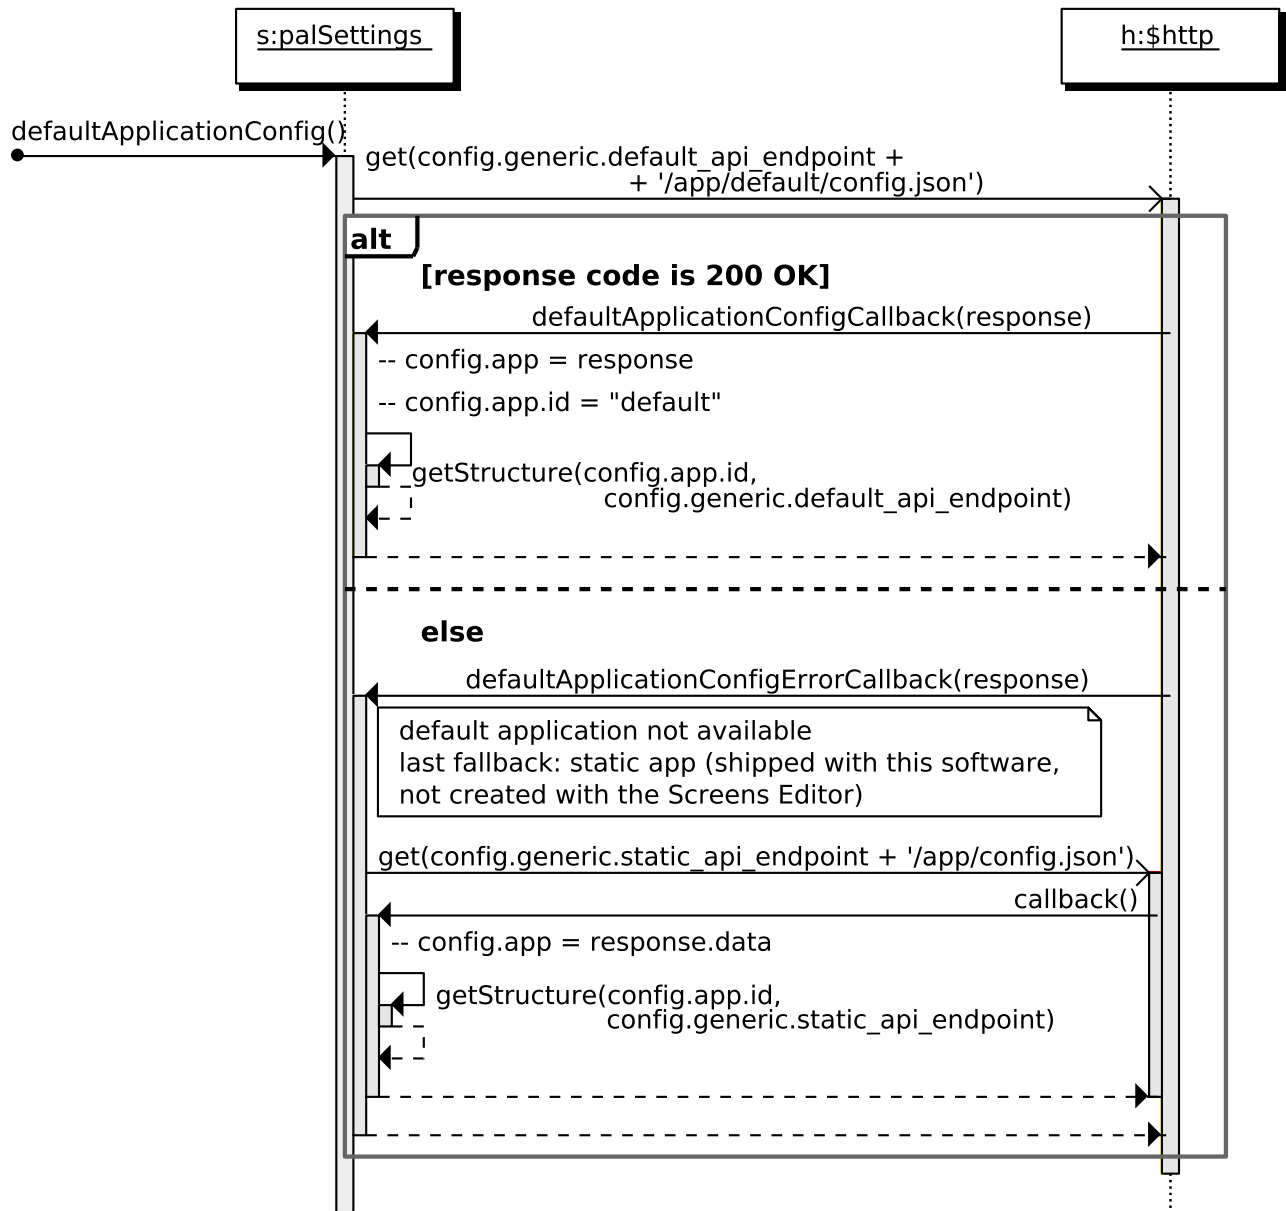 s:palSettings
h:$http
defaultApplicationConfig()
get(config.generic.default_api_endpoint +
+ '/app/default/config.json')
alt
[response code is 200 OK]
defaultApplicationConfigCallback(response)
-- config.app = response
-- config.app.id = "default"
getStructure(config.app.id,
config.generic.default_api_endpoint)
else
defaultApplicationConfigErrorCallback(response)
default application not available
last fallback: static app (shipped with this software,
not created with the Screens Editor)
get(config.generic.static_api_endpoint + '/app/config.json')
callback()
-- config.app = response.data
getStructure(config.app.id,
config.generic.static_api_endpoint)